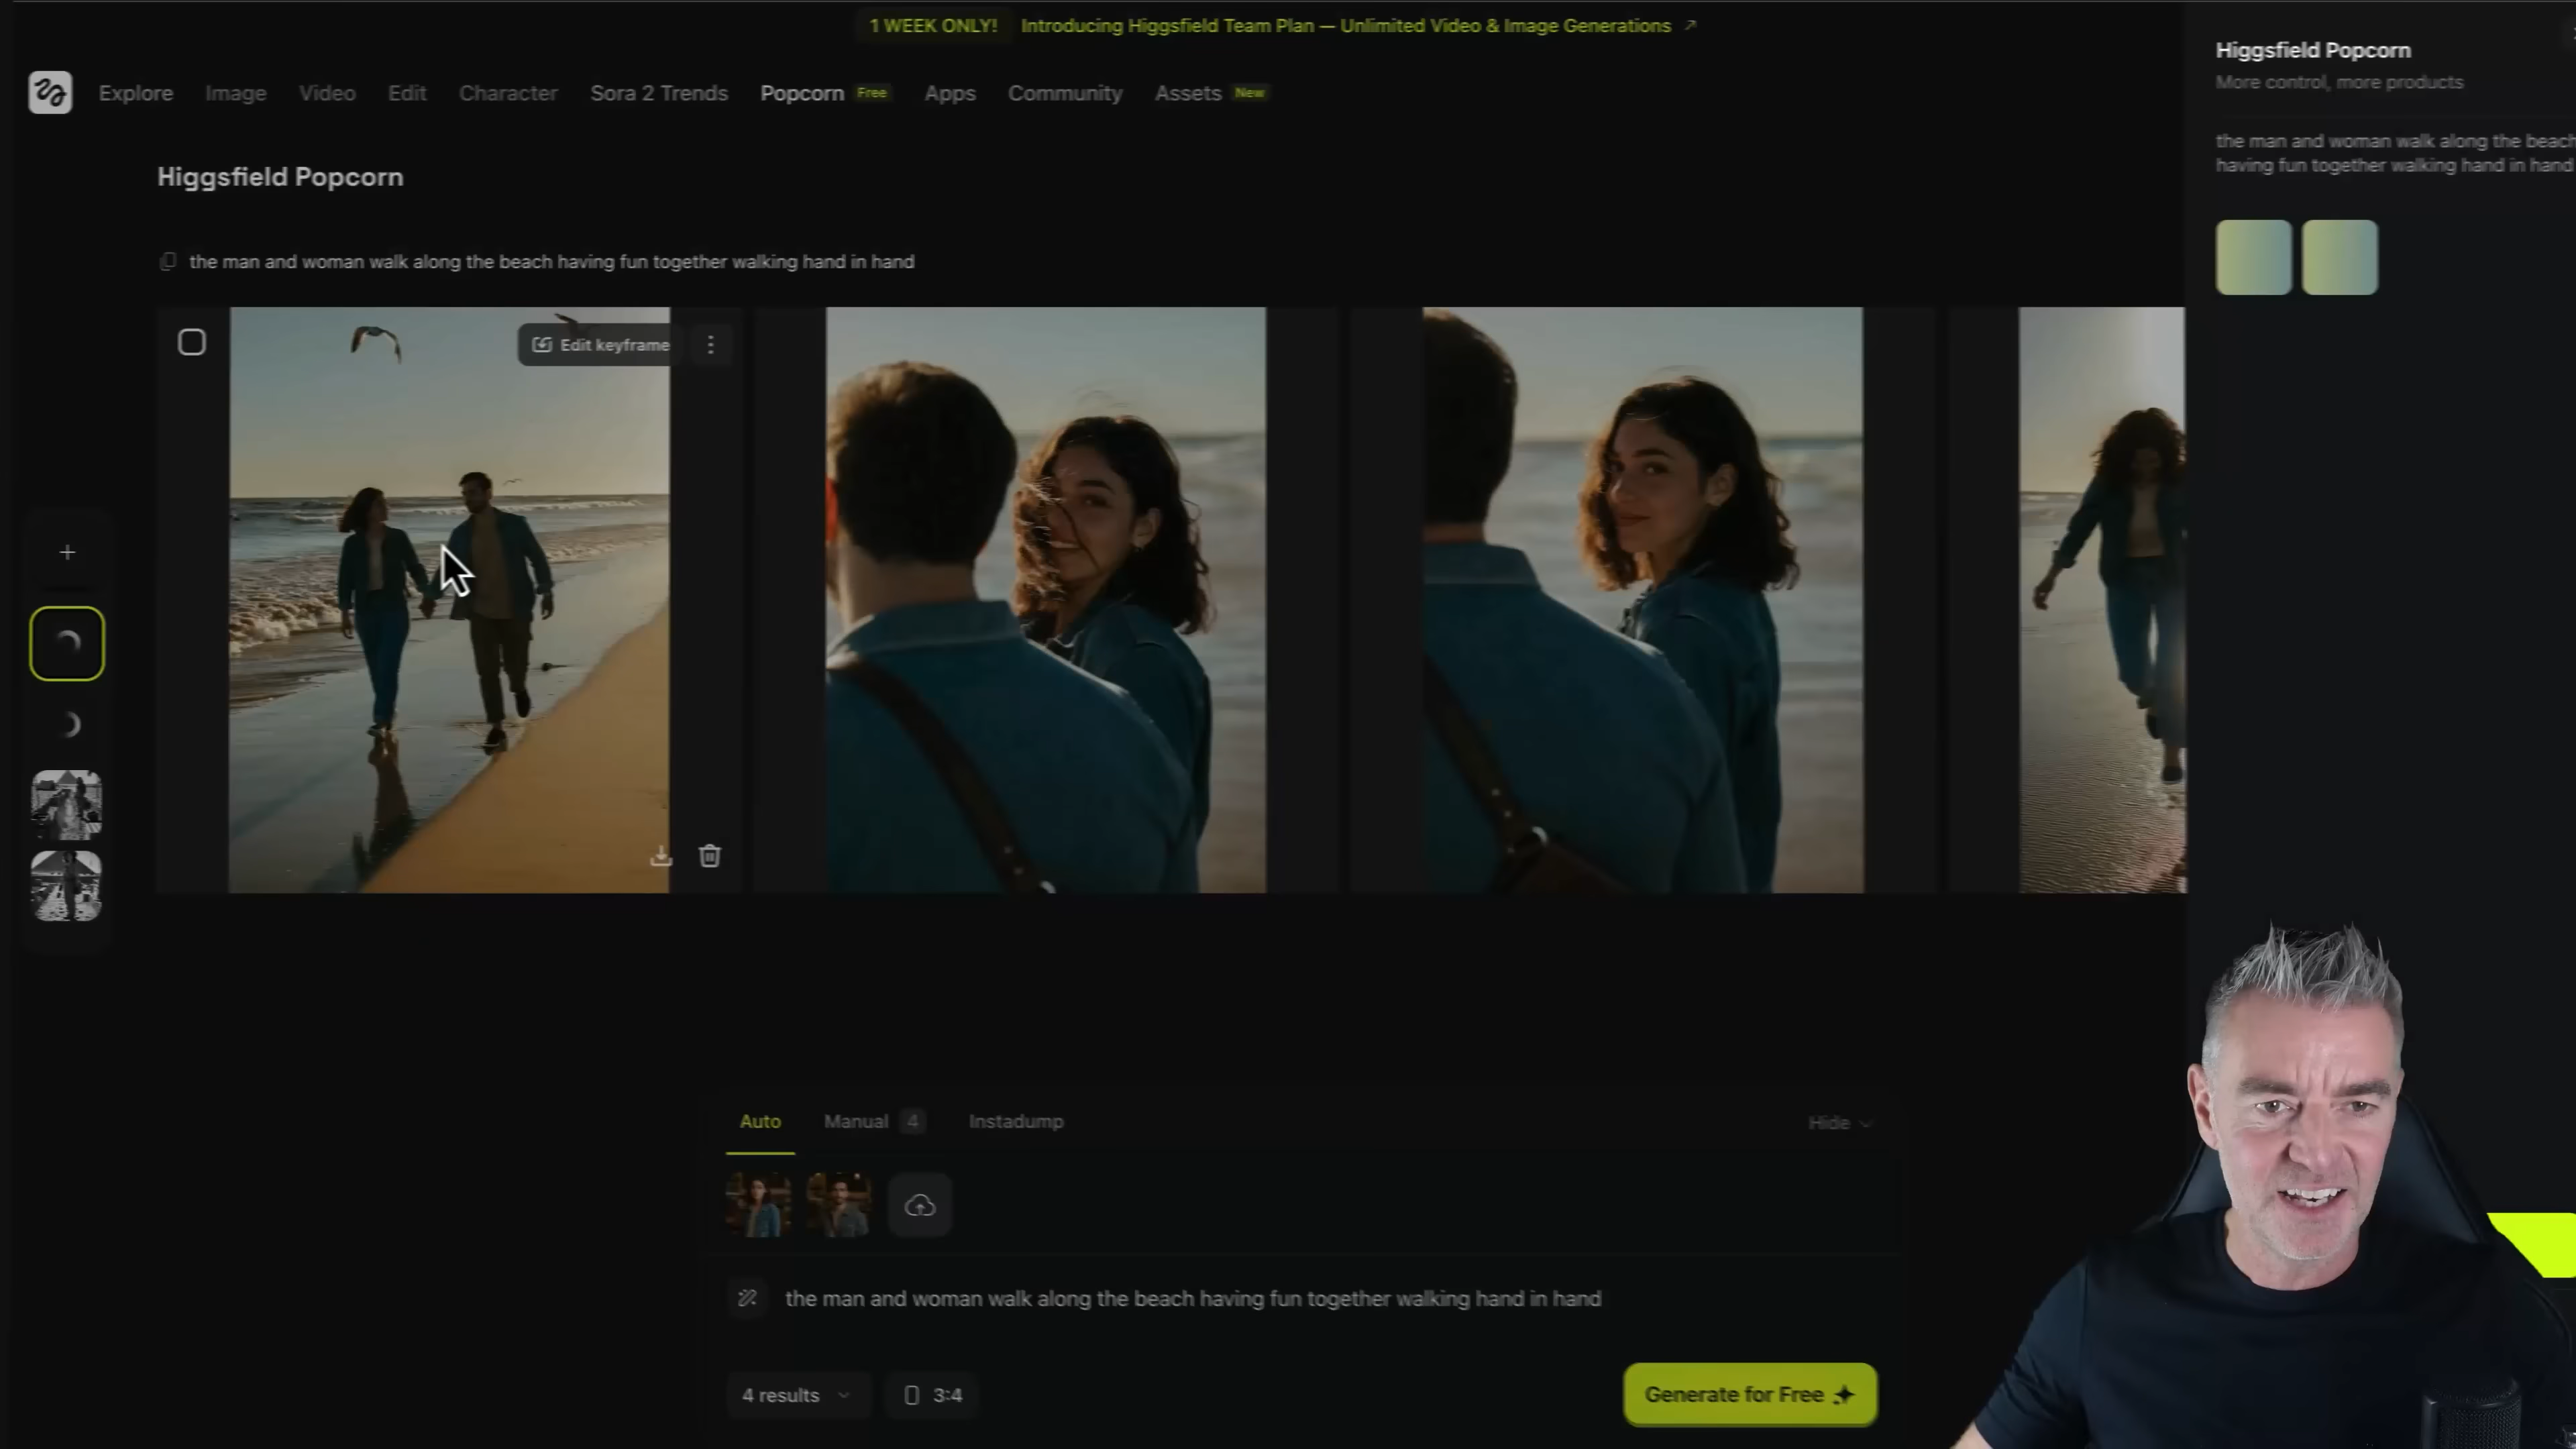 1 WEEK ONLY! Introducing Higgsfield Team Plan — Unlimited Video & Image Generations
Explore Image Video Edit Character Sora 2 Trends Popcorn Free Apps Community Assets New
Higgsfield Popcorn
the man and woman walk along the beach having fun together walking hand in hand
Edit keyframe
Auto Manual 4 Instadump Hide
the man and woman walk along the beach having fun together walking hand in hand
4 results 3:4 Generate for Free
Higgsfield Popcorn
More control, more products
the man and woman walk along the beach
having fun together walking hand in hand